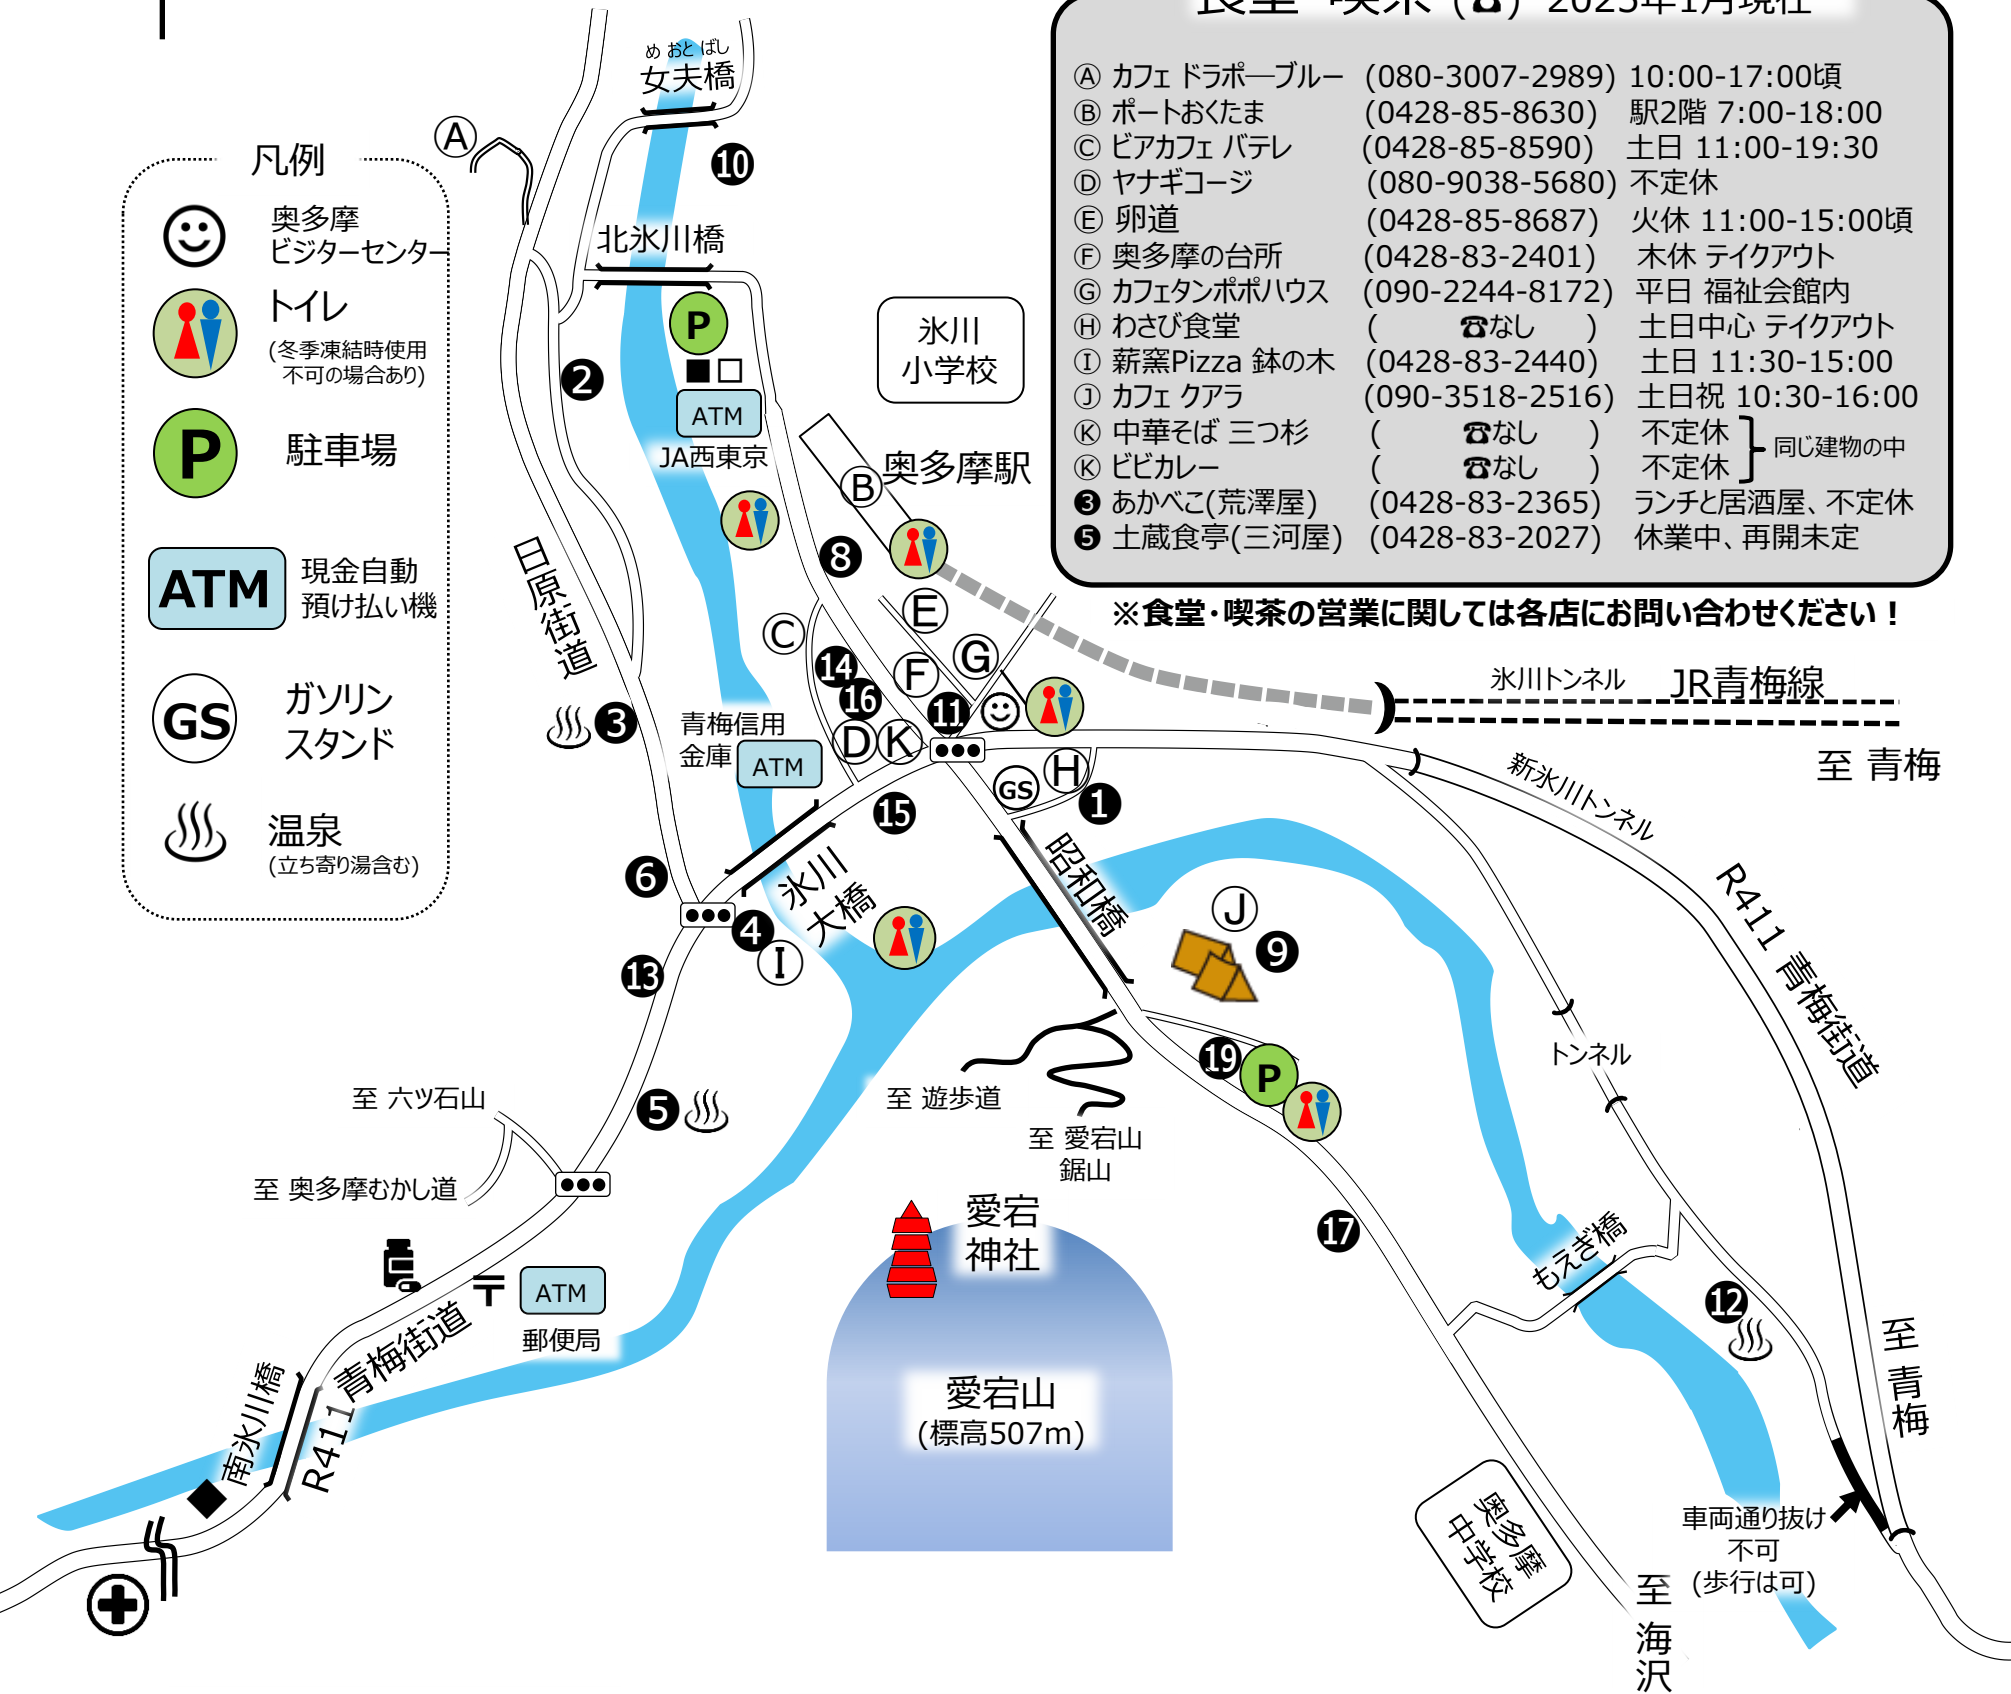 食堂・喫茶 (☎) 2025年1月現在
Ⓐ カフェ ドラポーブルー (080-3007-2989) 10:00-17:00頃
Ⓑ ポートおくたま (0428-85-8630) 駅2階 7:00-18:00
Ⓒ ビアカフェ バテレ (0428-85-8590) 土日 11:00-19:30
Ⓓ ヤナギコージ (080-9038-5680) 不定休
Ⓔ 卵道 (0428-85-8687) 火休 11:00-15:00頃
Ⓕ 奥多摩の台所 (0428-83-2401) 木休 テイクアウト
Ⓖ カフェタンポポハウス (090-2244-8172) 平日 福祉会館内
Ⓗ わさび食堂 ( ☎なし ) 土日中心 テイクアウト
Ⓘ 薪窯Pizza 鉢の木 (0428-83-2440) 土日 11:30-15:00
Ⓙ カフェ クアラ (090-3518-2516) 土日祝 10:30-16:00
Ⓚ 中華そば 三つ杉 ( ☎なし ) 不定休
Ⓚ ビビカレー ( ☎なし ) 不定休
同じ建物の中
❸ あかべこ(荒澤屋) (0428-83-2365) ランチと居酒屋、不定休
❺ 土蔵食亭(三河屋) (0428-83-2027) 休業中、再開未定
※食堂・喫茶の営業に関しては各店にお問い合わせください！
凡例
奥多摩
ビジターセンター
トイレ
(冬季凍結時使用
不可の場合あり)
P
駐車場
ATM
現金自動
預け払い機
GS
ガソリン
スタンド
温泉
(立ち寄り湯含む)
め おと ばし
女夫橋
Ⓐ
❿
北氷川橋
P
■□
ATM
JA西東京
❷
氷川
小学校
奥多摩駅
Ⓑ
❽
日原街道
Ⓒ
Ⓔ
Ⓖ
Ⓕ
⓮
⓰
⓫
Ⓓ
Ⓚ
❸
青梅信用
金庫
ATM
氷川トンネル
JR青梅線
至 青梅
新氷川トンネル
GS
Ⓗ
❶
⓯
❻
❹
Ⓘ
氷川
大橋
昭和橋
Ⓙ
❾
⓭
R411 青梅街道
トンネル
⓳
P
至 遊歩道
至 愛宕山
鋸山
至 六ツ石山
❺
至 奥多摩むかし道
〒
ATM
郵便局
愛宕
神社
愛宕山
(標高507m)
⓱
もえぎ橋
⓬
至 青梅
南氷川橋
R411 青梅街道
奥多摩
中学校
車両通り抜け
不可
(歩行は可)
至 海沢